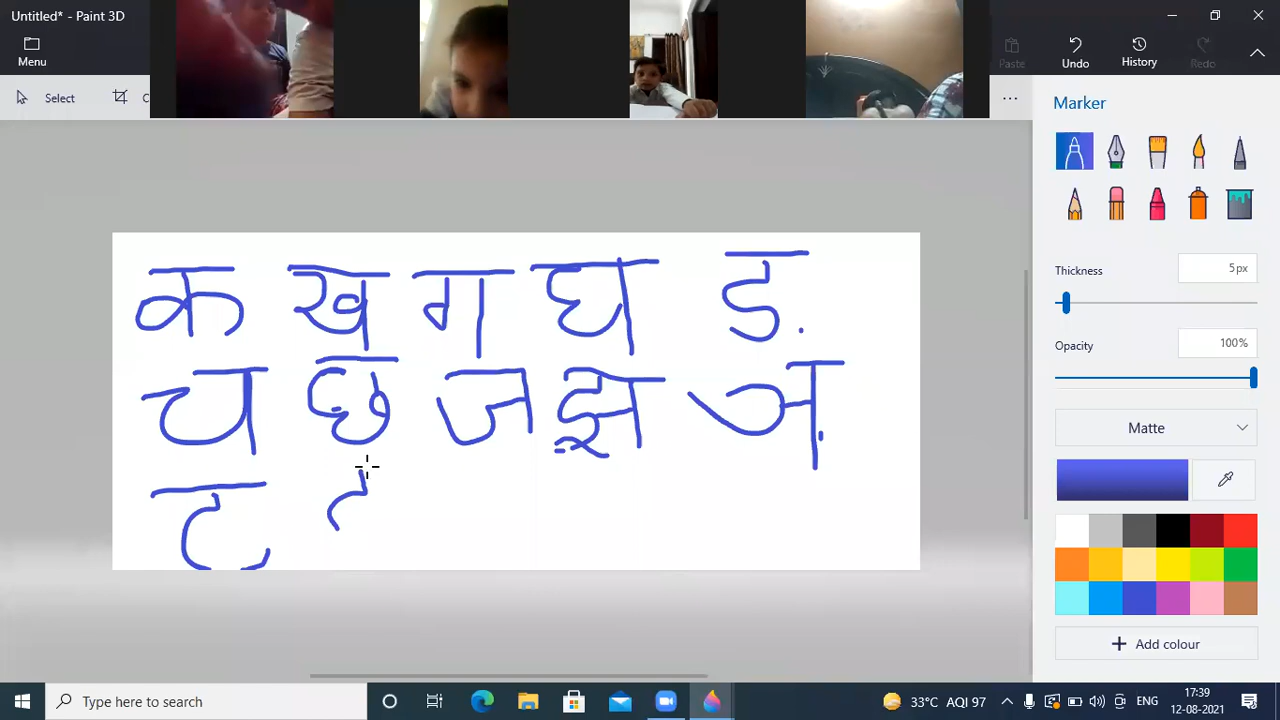 Untitled* - Paint 3D
Menu
Paste Undo History Redo
Select
Marker
Thickness 5px
Opacity 100%
Matte
Add colour
क ख ग घ ड.
च छ ज झ ञ
ट
Type here to search
33°C AQI 97
ENG
17:39
12-08-2021